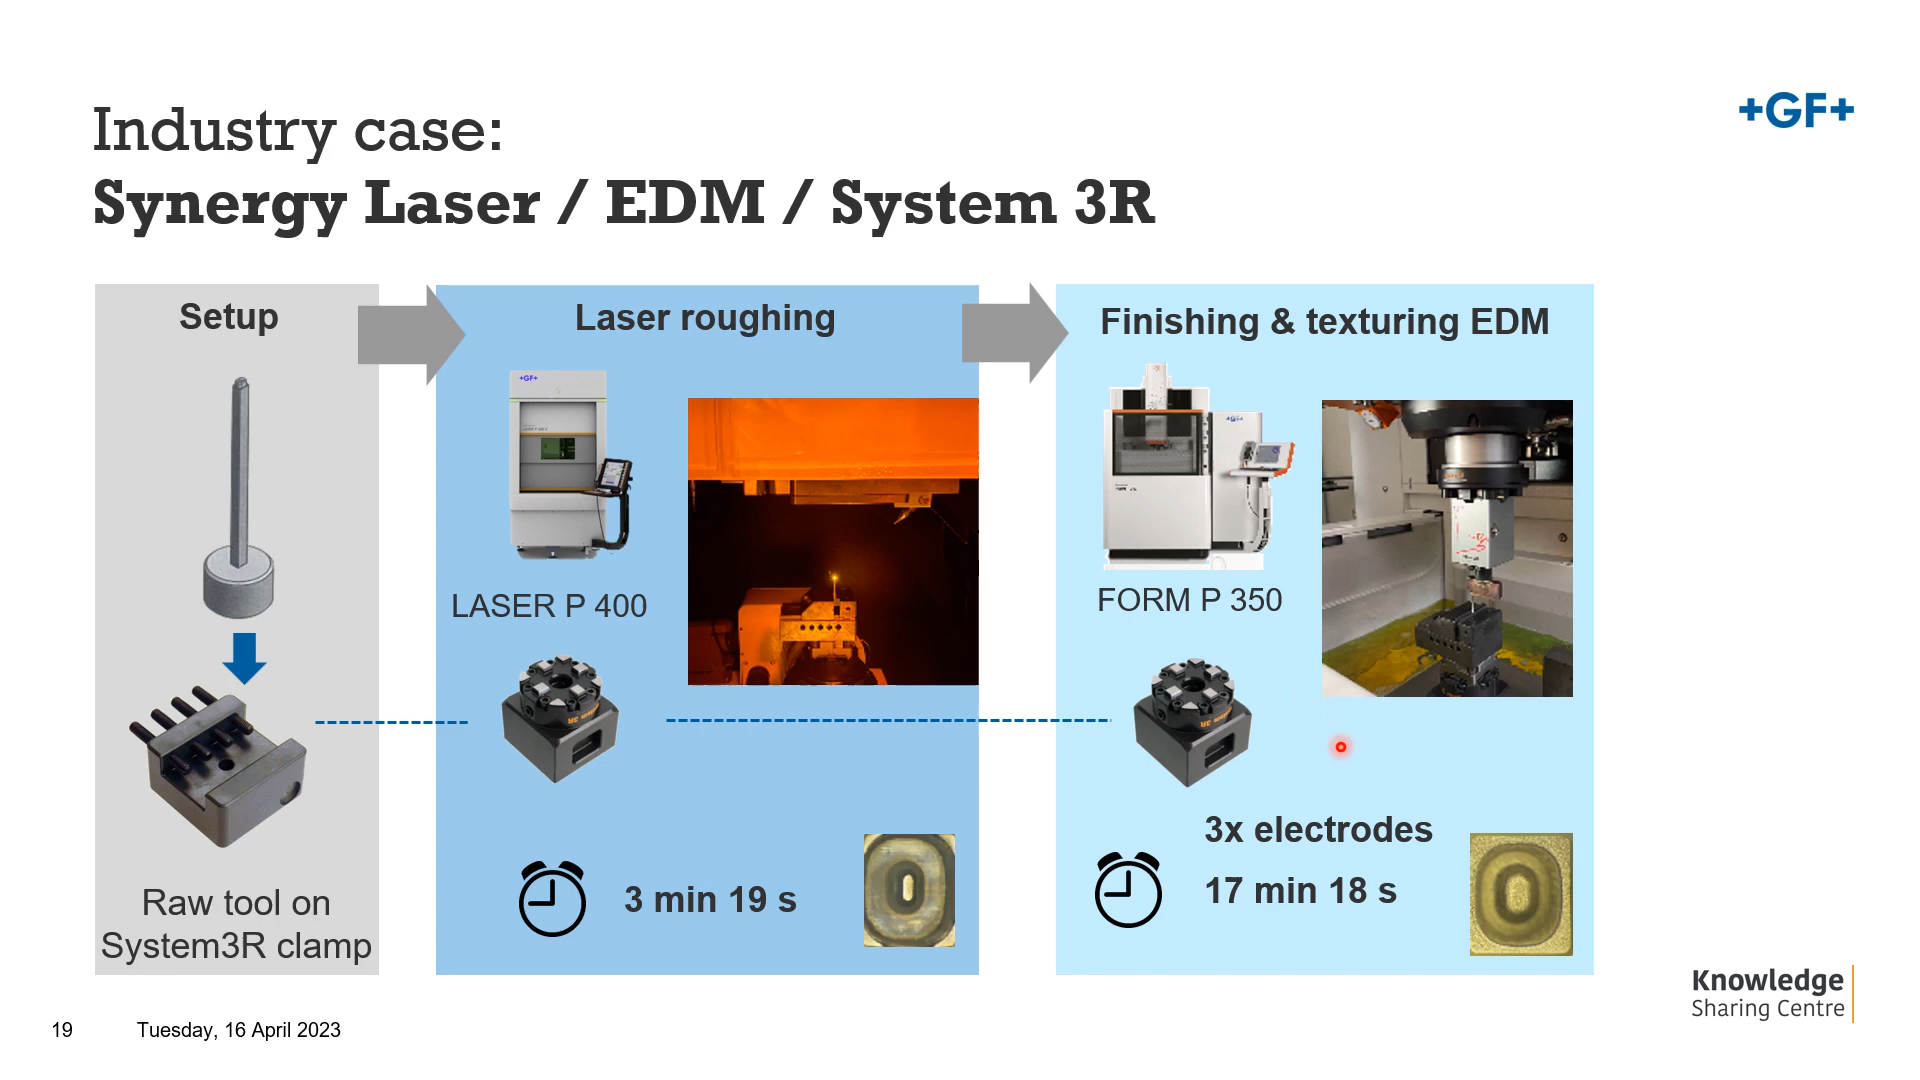 Industry case:
Synergy Laser / EDM / System 3R
+GF+
Setup
Raw tool on
System3R clamp
Laser roughing
+GF+
LASER P 400
3 min 19 s
Finishing & texturing EDM
+GF+
FORM P 350
3x electrodes
17 min 18 s
Knowledge
Sharing Centre
19
Tuesday, 16 April 2023